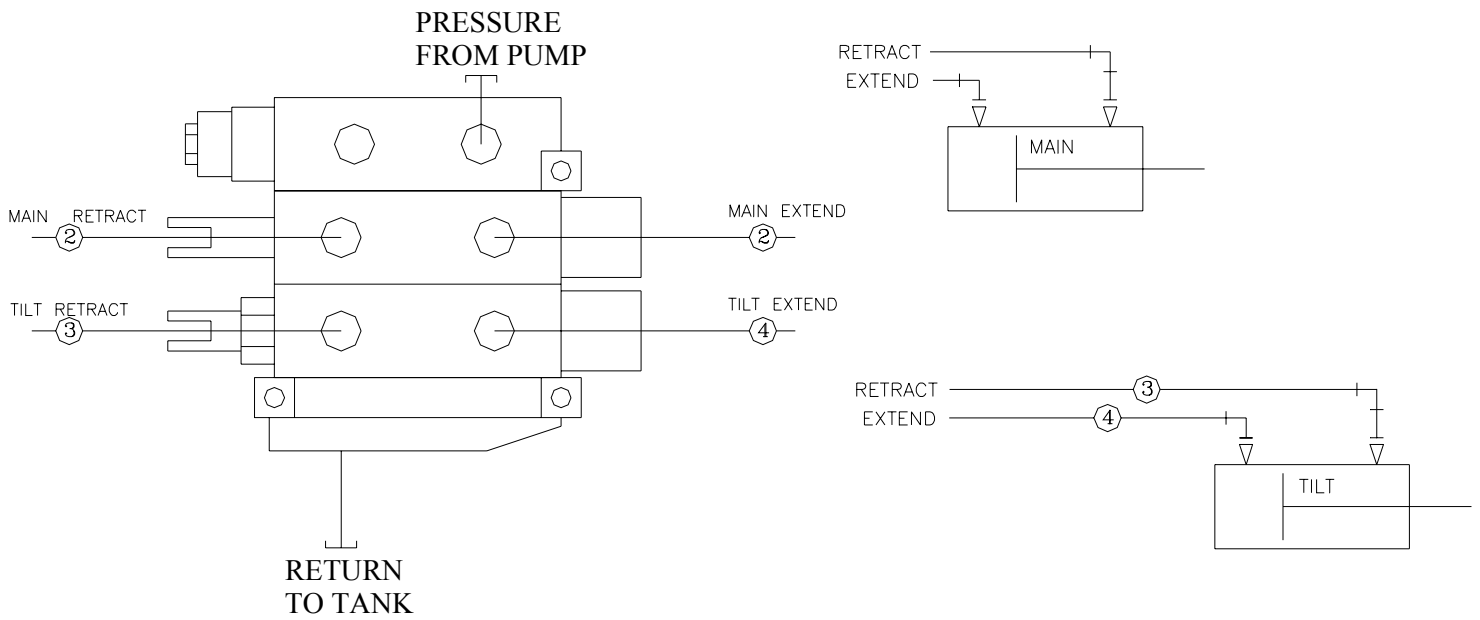 PRESSURE
FROM PUMP
RETRACT
EXTEND
MAIN
MAIN RETRACT
2
MAIN EXTEND
2
TILT RETRACT
3
TILT EXTEND
4
RETRACT
3
EXTEND
4
TILT
RETURN
TO TANK